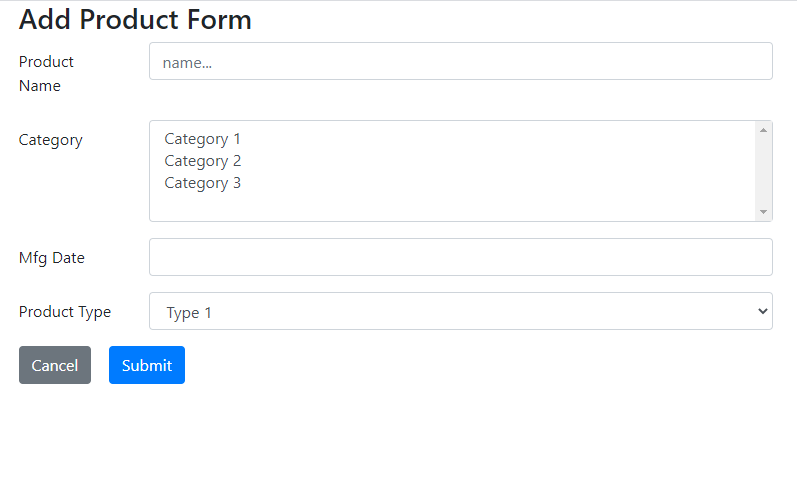 Add Product Form
Product
Name
name...
Category
Category 1
Category 2
Category 3
Mfg Date
Product Type
Type 1
Cancel
Submit